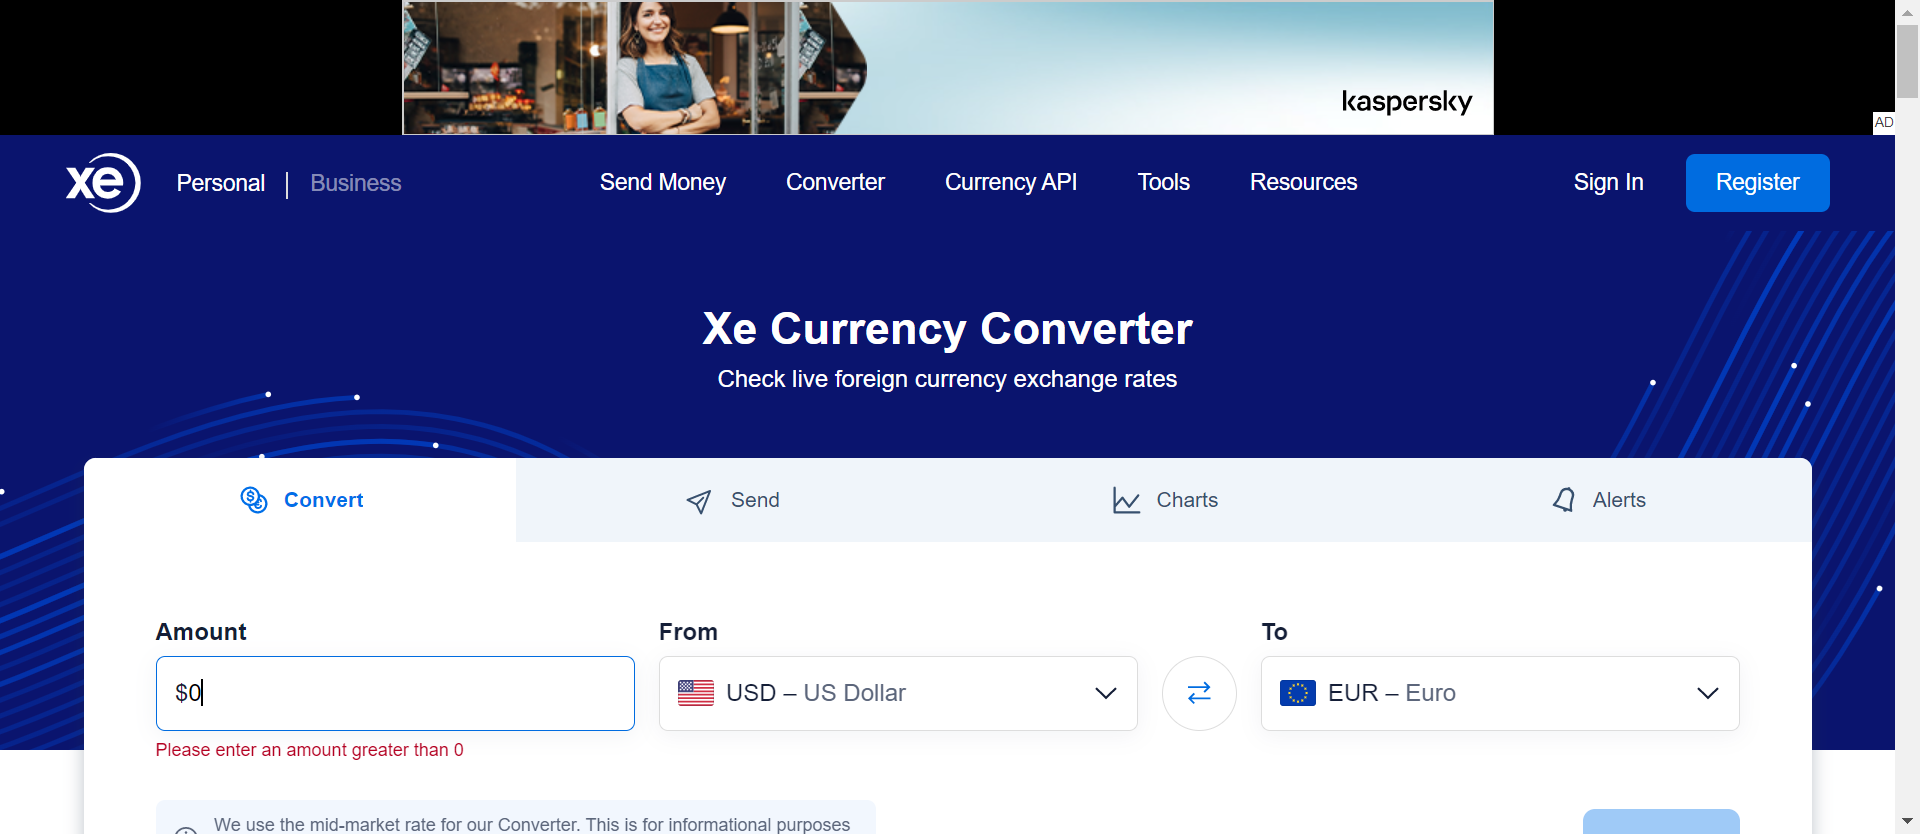 kaspersky
AD
xe
Personal | Business
Send Money
Converter
Currency API
Tools
Resources
Sign In
Register
Xe Currency Converter
Check live foreign currency exchange rates
Convert
Send
Charts
Alerts
Amount
$0
Please enter an amount greater than 0
From
USD – US Dollar
To
EUR – Euro
We use the mid-market rate for our Converter. This is for informational purposes